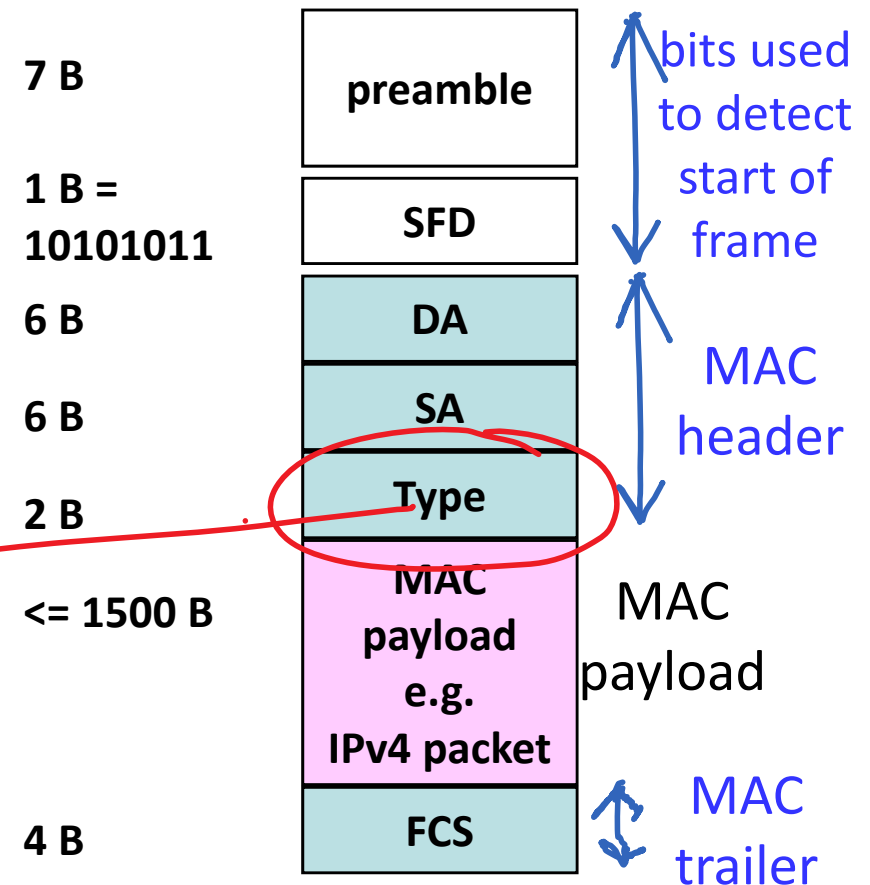 7 B
preamble
bits used
to detect
start of
frame
1 B =
10101011
SFD
6 B
DA
MAC
header
6 B
SA
2 B
Type
<= 1500 B
MAC
payload
e.g.
IPv4 packet
MAC
payload
4 B
FCS
MAC
trailer